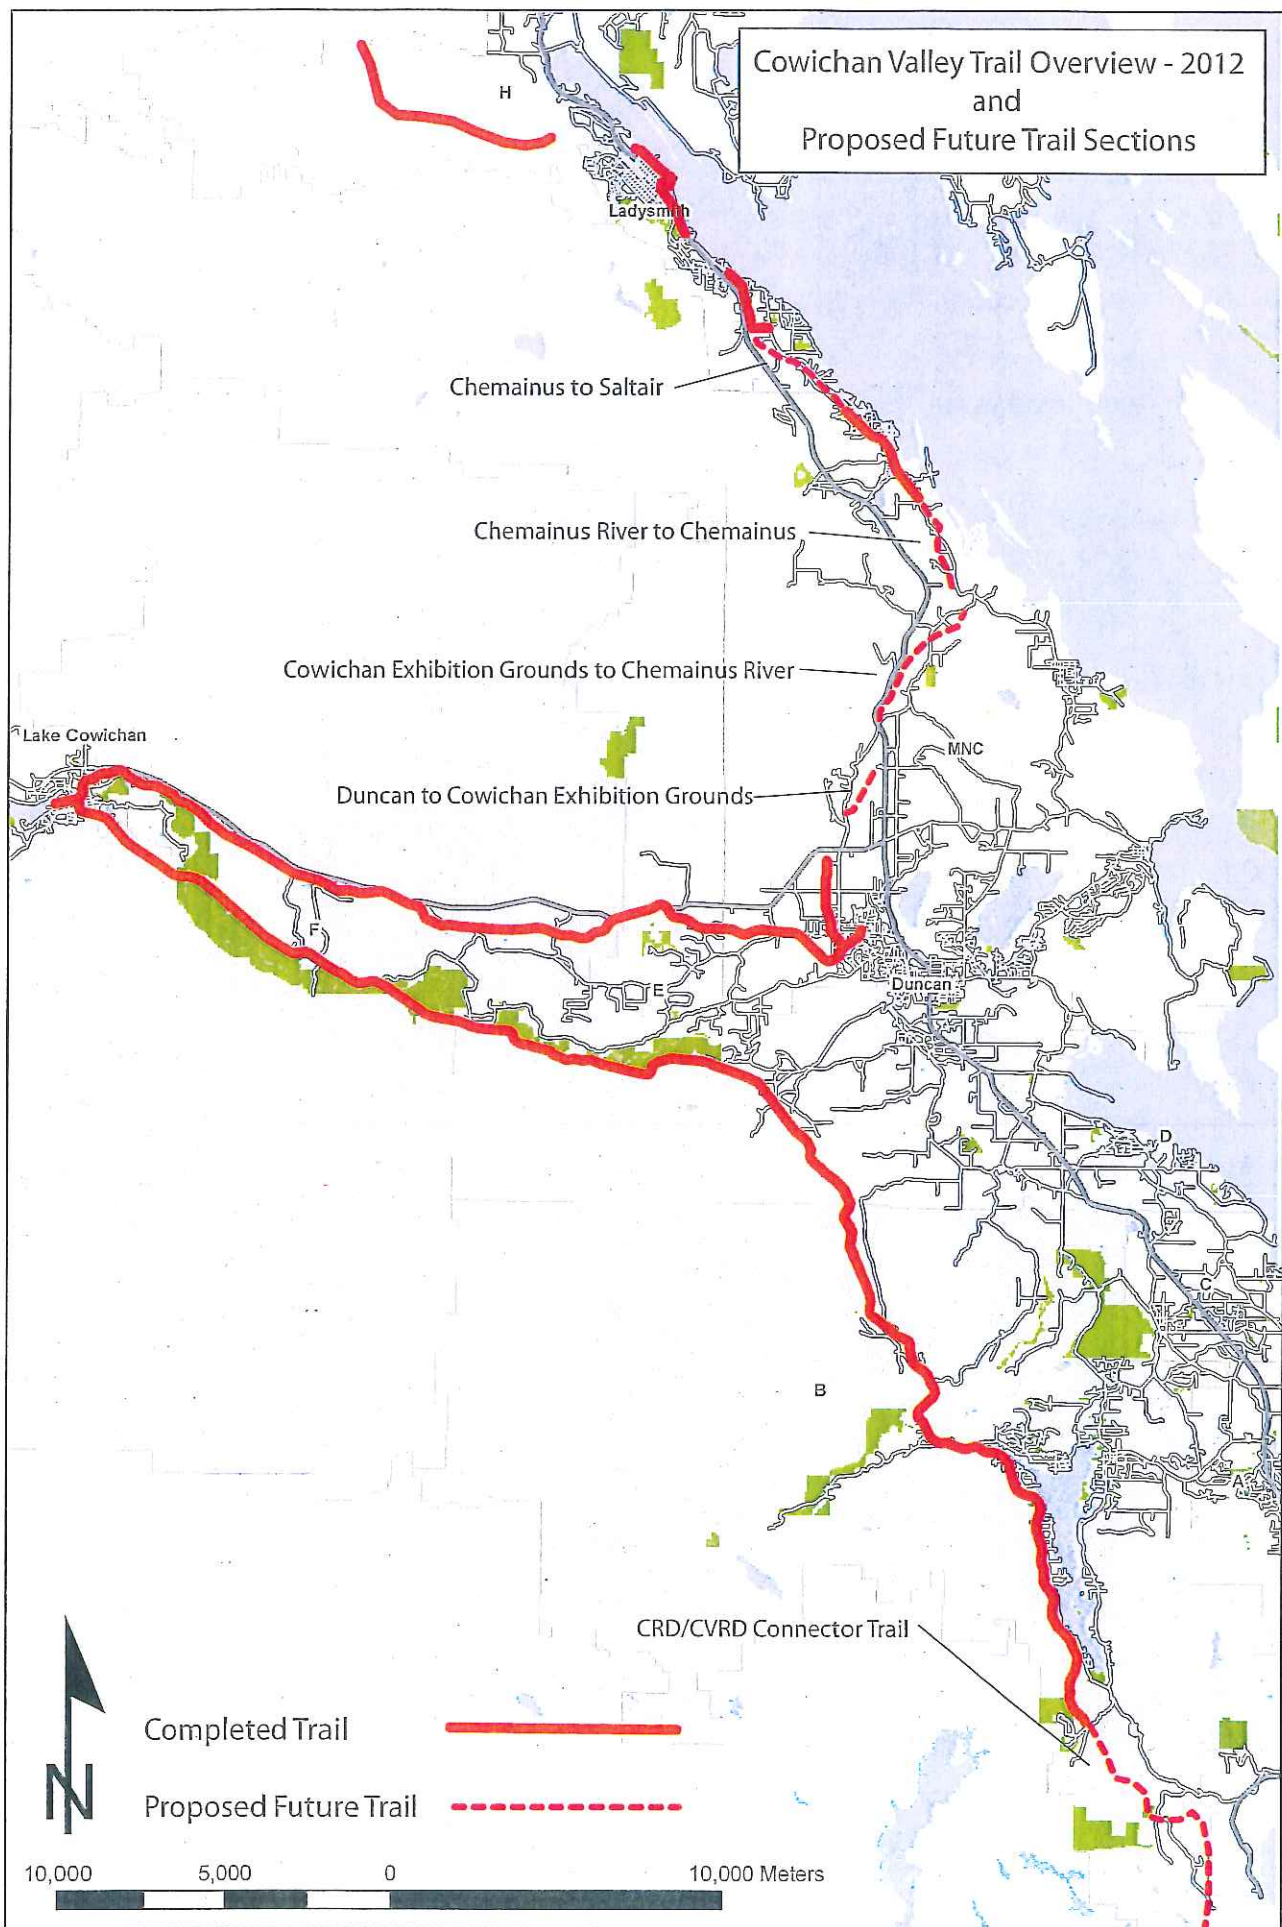 Cowichan Valley Trail Overview - 2012
and
Proposed Future Trail Sections
H
Ladysmith
Chemainus to Saltair
Chemainus River to Chemainus
Cowichan Exhibition Grounds to Chemainus River
Lake Cowichan
MNC
Duncan to Cowichan Exhibition Grounds
F
E
Duncan
D
C
B
A
CRD/CVRD Connector Trail
Completed Trail
N
Proposed Future Trail
10,000 5,000 0 10,000 Meters